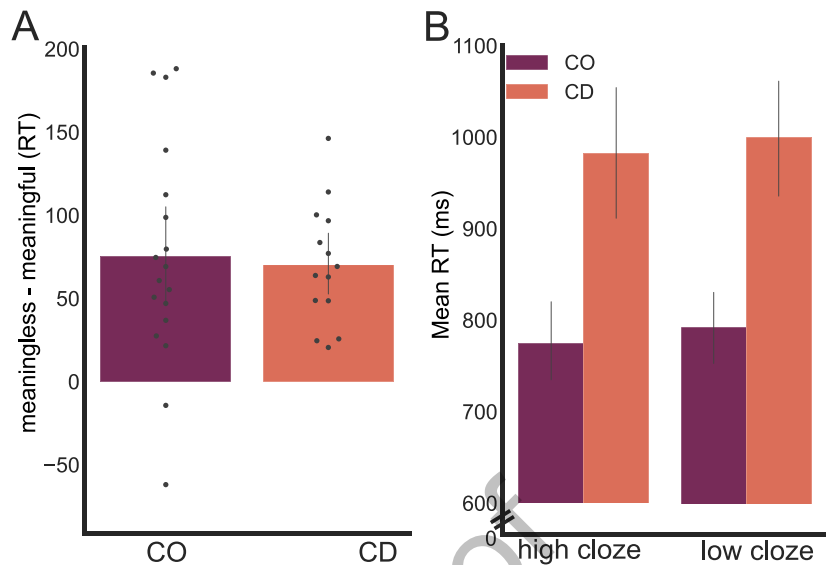 A
200
150
100
50
0
−50
meaningless - meaningful (RT)
CO
CD
B
1100
1000
900
800
700
600
0
Mean RT (ms)
CO
CD
high cloze
low cloze
of